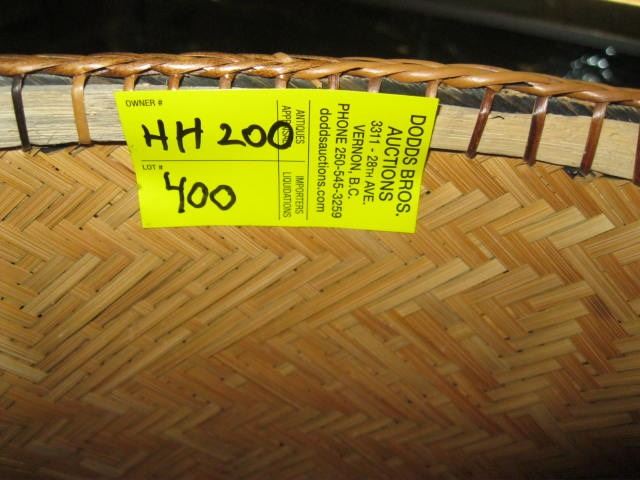 OWNER #
HH 200
LOT #
400
ANTIQUES
APPRAISALS
IMPORTERS
LIQUIDATIONS
DODDS BROS.
AUCTIONS
3311 - 28TH AVE.
VERNON, B.C.
PHONE 250-545-3259
doddsauctions.com